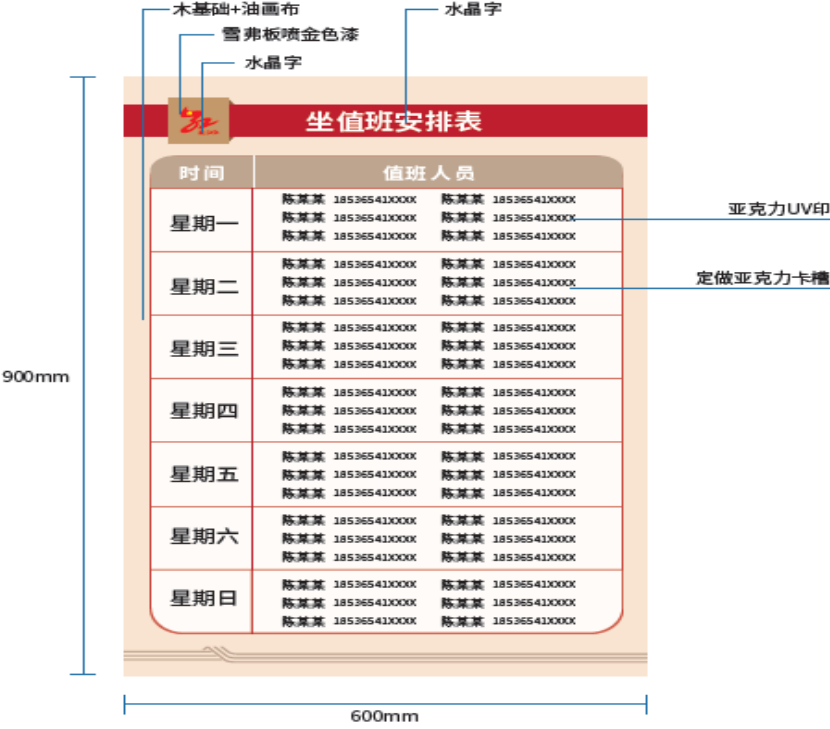 木基础+油画布
水晶字
雪弗板喷金色漆
水晶字
坐值班安排表
时间 值班人员
陈某某 18536541XXXX 陈某某 18536541XXXX
星期一 陈某某 18536541XXXX 陈某某 18536541XXXX
陈某某 18536541XXXX 陈某某 18536541XXXX
亚克力UV印
陈某某 18536541XXXX 陈某某 18536541XXXX
星期二 陈某某 18536541XXXX 陈某某 18536541XXXX
陈某某 18536541XXXX 陈某某 18536541XXXX
定做亚克力卡槽
陈某某 18536541XXXX 陈某某 18536541XXXX
星期三 陈某某 18536541XXXX 陈某某 18536541XXXX
陈某某 18536541XXXX 陈某某 18536541XXXX
900mm
陈某某 18536541XXXX 陈某某 18536541XXXX
星期四 陈某某 18536541XXXX 陈某某 18536541XXXX
陈某某 18536541XXXX 陈某某 18536541XXXX
陈某某 18536541XXXX 陈某某 18536541XXXX
星期五 陈某某 18536541XXXX 陈某某 18536541XXXX
陈某某 18536541XXXX 陈某某 18536541XXXX
陈某某 18536541XXXX 陈某某 18536541XXXX
星期六 陈某某 18536541XXXX 陈某某 18536541XXXX
陈某某 18536541XXXX 陈某某 18536541XXXX
陈某某 18536541XXXX 陈某某 18536541XXXX
星期日 陈某某 18536541XXXX 陈某某 18536541XXXX
陈某某 18536541XXXX 陈某某 18536541XXXX
600mm